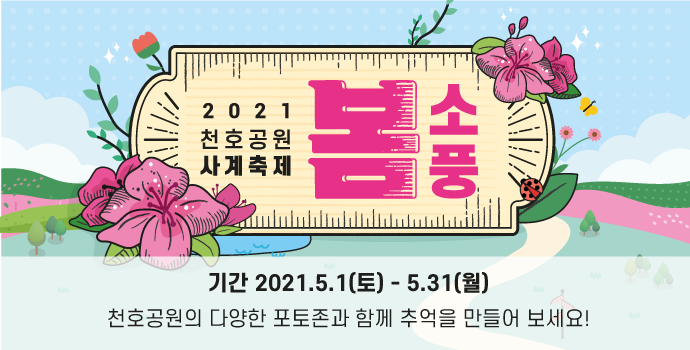 2021
천호공원
사계축제
봄
소풍
기간 2021.5.1(토) - 5.31(월)
천호공원의 다양한 포토존과 함께 추억을 만들어 보세요!